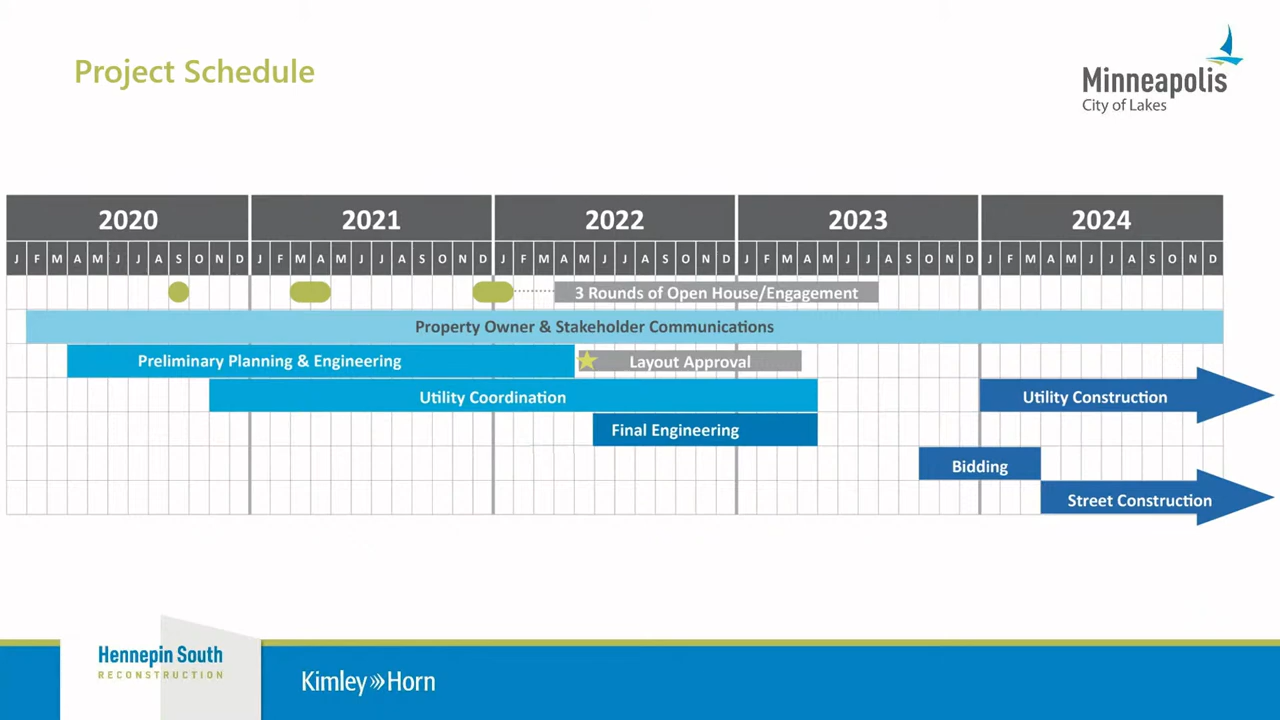 Project Schedule
Minneapolis
City of Lakes
2020 2021 2022 2023 2024
J F M A M J J A S O N D J F M A M J J A S O N D J F M A M J J A S O N D J F M A M J J A S O N D J F M A M J J A S O N D
3 Rounds of Open House/Engagement
Property Owner & Stakeholder Communications
Preliminary Planning & Engineering Layout Approval
Utility Coordination Utility Construction
Final Engineering
Bidding
Street Construction
Hennepin South
RECONSTRUCTION
Kimley»Horn